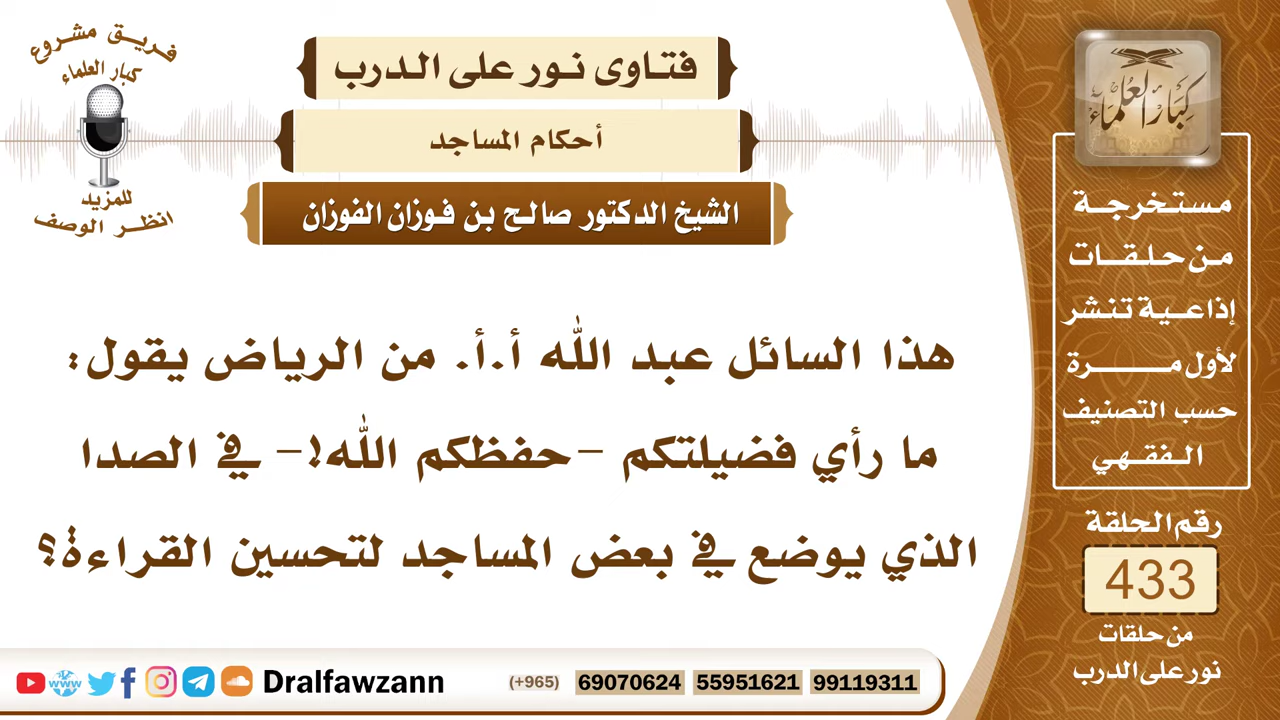 فريق مشروع
كبار العلماء
للمزيد
انظر الوصف
فتاوى نور على الدرب
أحكام المساجد
الشيخ الدكتور صالح بن فوزان الفوزان
هذا السائل عبد الله أ.أ. من الرياض يقول:
ما رأي فضيلتكم -حفظكم الله!- في الصدا
الذي يوضع في بعض المساجد لتحسين القراءة؟
كبار العلماء
مستخرجة
من حلقات
إذاعية تنشر
لأول مرة
حسب التصنيف
الفقهي
رقم الحلقة
433
من حلقات
نور على الدرب
www Dralfawzann (+965) 69070624 55951621 99119311